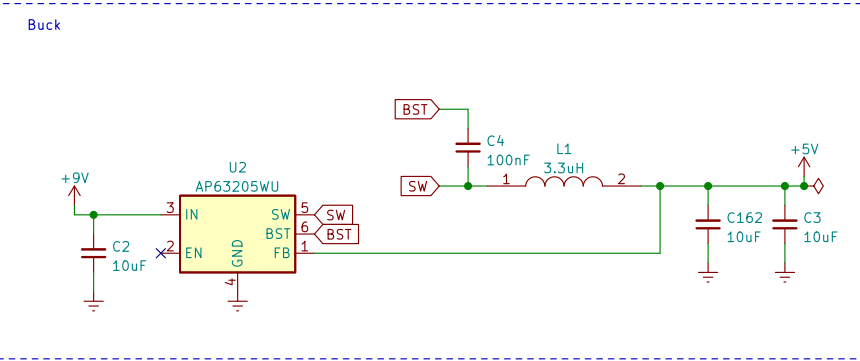 Buck
BST
C4
100nF
L1
3.3uH
1
2
SW
+5V
+9V
U2
AP63205WU
3
IN
SW
5
SW
BST
6
BST
2
EN
GND
FB
1
4
C2
10uF
C162
10uF
C3
10uF